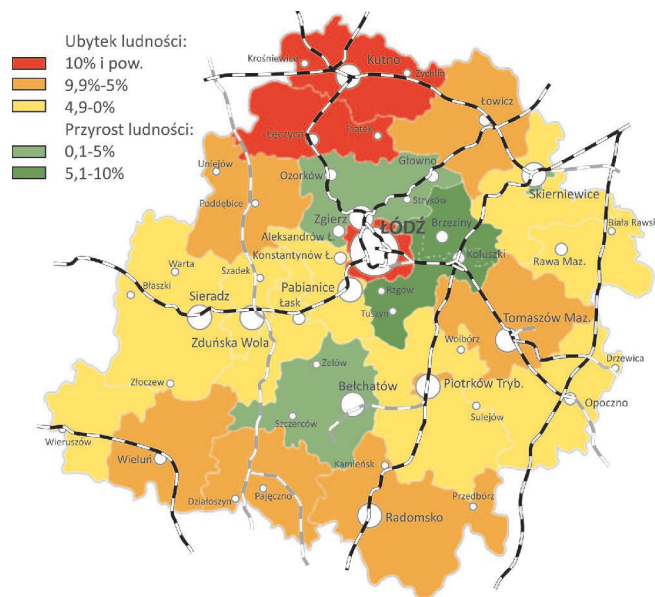 Ubytek ludności:
10% i pow.
9,9%-5%
4,9-0%
Przyrost ludności:
0,1-5%
5,1-10%
Krośniewice
Kutno
Żychlin
Łowicz
Łęczyca
Piątek
Uniejów
Ozorków
Głowno
Stryków
Skierniewice
Poddębice
Zgierz
ŁÓDŹ
Brzeziny
Biała Rawsk
Aleksandrów Ł.
Konstantynów Ł.
Koluszki
Rawa Maz.
Warta
Szadek
Błaszki
Pabianice
Rzgów
Sieradz
Łask
Tuszyn
Tomaszów Maz.
Zduńska Wola
Wolbórz
Drzewica
Zelów
Złoczew
Bełchatów
Piotrków Tryb.
Opoczno
Szczerców
Sulejów
Wieruszów
Wieluń
Kamieńsk
Działoszyn
Pajęczno
Przedbórz
Radomsko